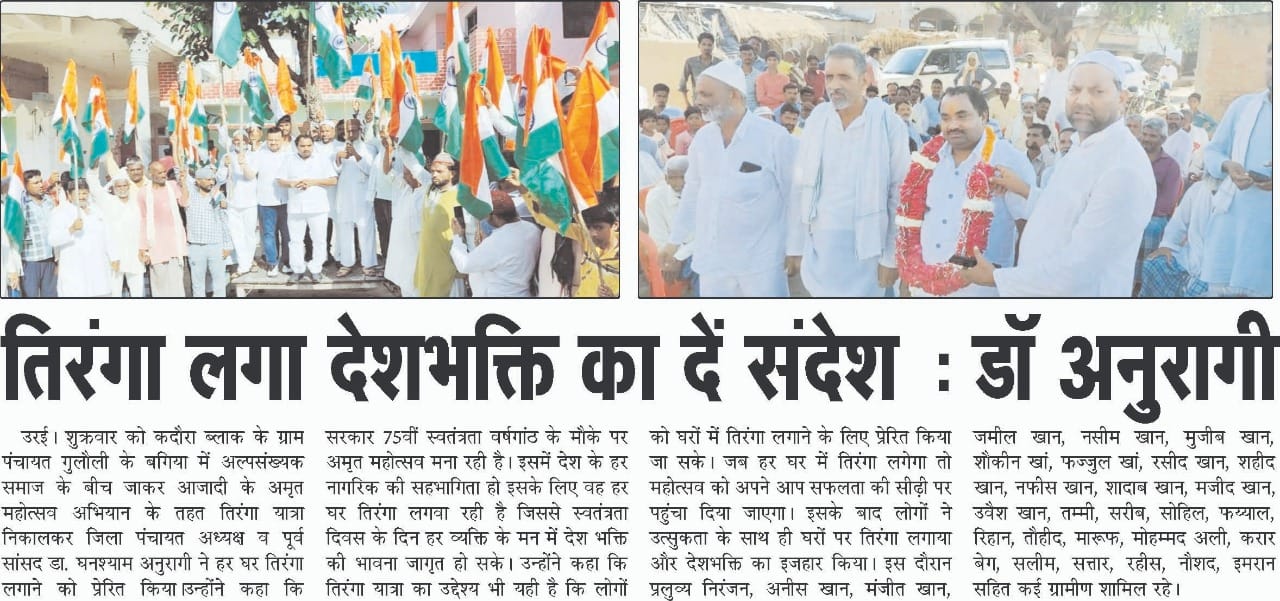 तिरंगा लगा देशभक्ति का दें संदेश : डॉ अनुरागी
उरई। शुक्रवार को कदौरा ब्लाक के ग्राम
पंचायत गुलौली के बगिया में अल्पसंख्यक
समाज के बीच जाकर आजादी के अमृत
महोत्सव अभियान के तहत तिरंगा यात्रा
निकालकर जिला पंचायत अध्यक्ष व पूर्व
सांसद डा. घनश्याम अनुरागी ने हर घर तिरंगा
लगाने को प्रेरित किया।उन्होंने कहा कि
सरकार 75वीं स्वतंत्रता वर्षगांठ के मौके पर
अमृत महोत्सव मना रही है। इसमें देश के हर
नागरिक की सहभागिता हो इसके लिए वह हर
घर तिरंगा लगवा रही है जिससे स्वतंत्रता
दिवस के दिन हर व्यक्ति के मन में देश भक्ति
की भावना जागृत हो सके। उन्होंने कहा कि
तिरंगा यात्रा का उद्देश्य भी यही है कि लोगों
को घरों में तिरंगा लगाने के लिए प्रेरित किया
जा सके। जब हर घर में तिरंगा लगेगा तो
महोत्सव को अपने आप सफलता की सीढ़ी पर
पहुंचा दिया जाएगा। इसके बाद लोगों ने
उत्सुकता के साथ ही घरों पर तिरंगा लगाया
और देशभक्ति का इजहार किया। इस दौरान
प्रलुव्य निरंजन, अनीस खान, मंजीत खान,
जमील खान, नसीम खान, मुजीब खान,
शौकीन खां, फज्जुल खां, रसीद खान, शहीद
खान, नफीस खान, शादाब खान, मजीद खान,
उवैश खान, तम्मी, सरीब, सोहिल, फय्याल,
रिहान, तौहीद, मारूफ, मोहम्मद अली, करार
बेग, सलीम, सत्तार, रहीस, नौशद, इमरान
सहित कई ग्रामीण शामिल रहे।